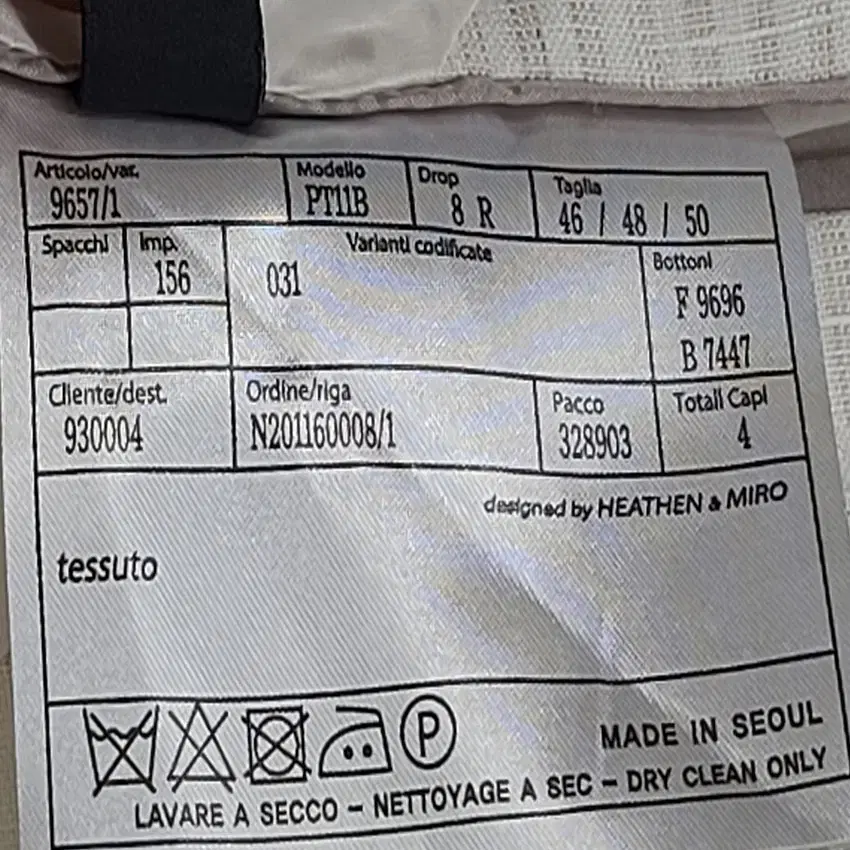 Articolo/var. Modello Drop Taglia
9657/1 PT11B 8 R 46 / 48 / 50
Spacchi Imp. Varianti codificate Bottoni
156 031 F 9696
B 7447
Cliente/dest. Ordine/riga Pacco Totali Capi
930004 N201160008/1 328903 4
designed by HEATHEN & MIRO
tessuto
P
MADE IN SEOUL
LAVARE A SECCO - NETTOYAGE A SEC - DRY CLEAN ONLY